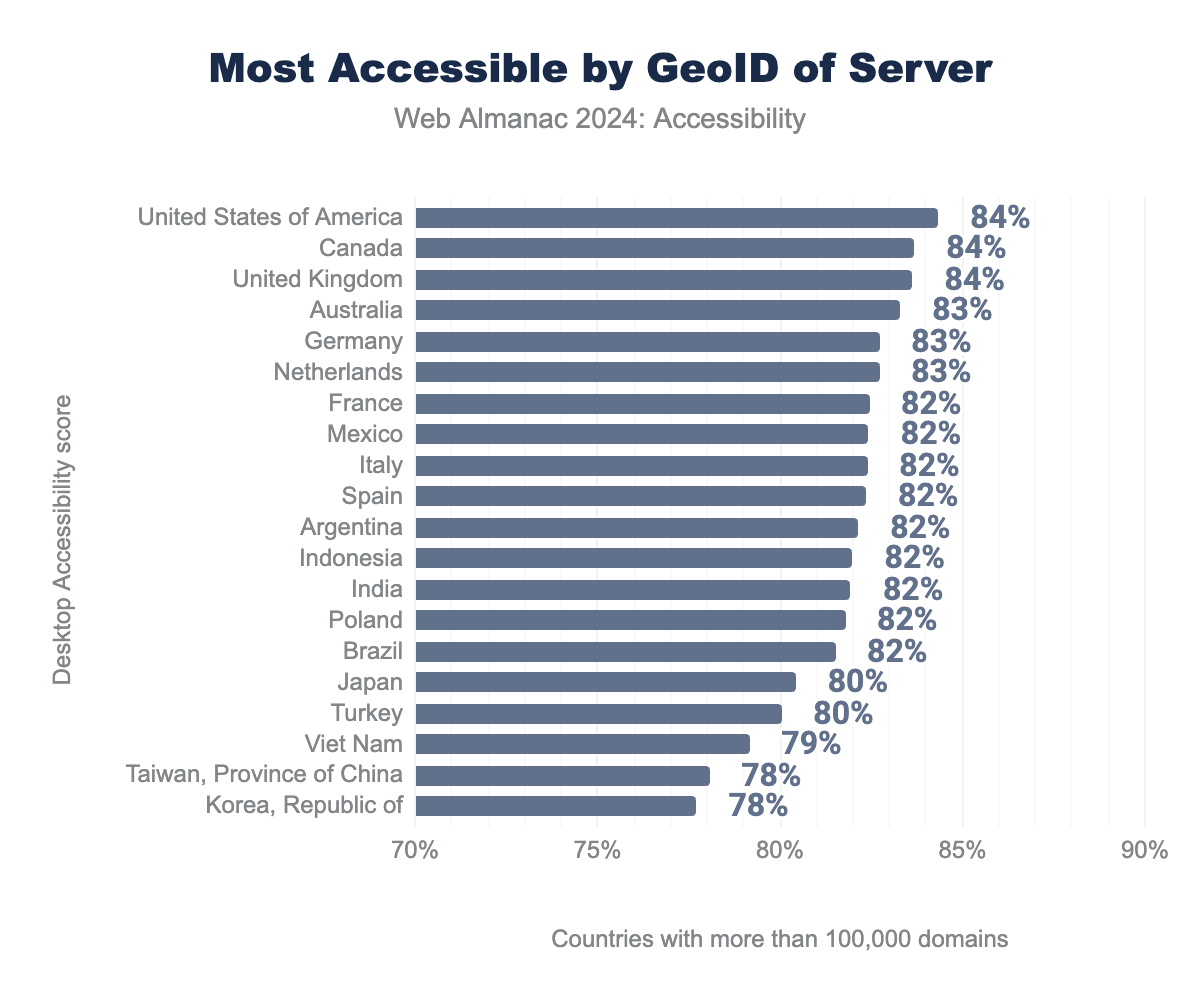 Most Accessible by GeoID of Server
Web Almanac 2024: Accessibility
Desktop Accessibility score
United States of America 84%
Canada 84%
United Kingdom 84%
Australia 83%
Germany 83%
Netherlands 83%
France 82%
Mexico 82%
Italy 82%
Spain 82%
Argentina 82%
Indonesia 82%
India 82%
Poland 82%
Brazil 82%
Japan 80%
Turkey 80%
Viet Nam 79%
Taiwan, Province of China 78%
Korea, Republic of 78%
70% 75% 80% 85% 90%
Countries with more than 100,000 domains